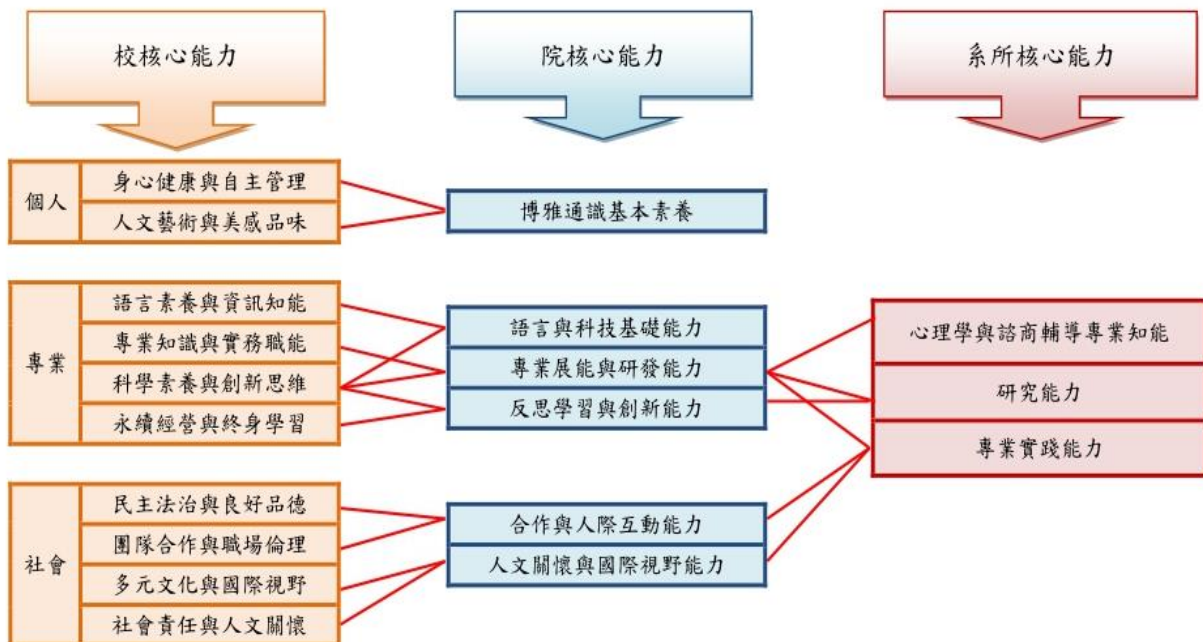 校核心能力
院核心能力
系所核心能力
個人
身心健康與自主管理
人文藝術與美感品味
博雅通識基本素養
專業
語言素養與資訊知能
專業知識與實務職能
科學素養與創新思維
永續經營與終身學習
語言與科技基礎能力
專業展能與研發能力
反思學習與創新能力
心理學與諮商輔導專業知能
研究能力
專業實踐能力
社會
民主法治與良好品德
團隊合作與職場倫理
多元文化與國際視野
社會責任與人文關懷
合作與人際互動能力
人文關懷與國際視野能力